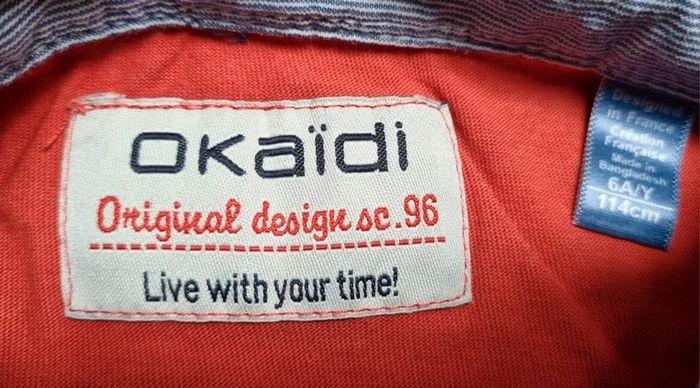 OKaïdi
Original design sc.96
Live with your time!
Designed
in France
Création
Française
Made in
Bangladesh
6A/Y
114cm